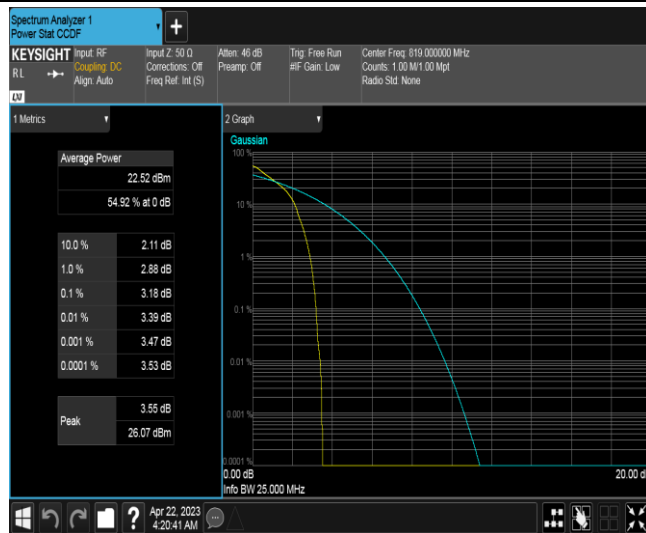 Spectrum Analyzer 1
Power Stat CCDF
KEYSIGHT
RL
Input: RF
Coupling: DC
Align: Auto
Input Z: 50 Ω
Corrections: Off
Freq Ref: Int (S)
Atten: 46 dB
Preamp: Off
Trig: Free Run
#IF Gain: Low
Center Freq: 819.000000 MHz
Counts: 1.00 M/1.00 Mpt
Radio Std: None
1 Metrics
Average Power
22.52 dBm
54.92 % at 0 dB
10.0 % 2.11 dB
1.0 % 2.88 dB
0.1 % 3.18 dB
0.01 % 3.39 dB
0.001 % 3.47 dB
0.0001 % 3.53 dB
Peak
3.55 dB
26.07 dBm
2 Graph
Gaussian
100 %
10 %
1 %
0.1 %
0.01 %
0.001 %
0.0001 %
0.00 dB
20.00 d
Info BW 25.000 MHz
Apr 22, 2023
4:20:41 AM